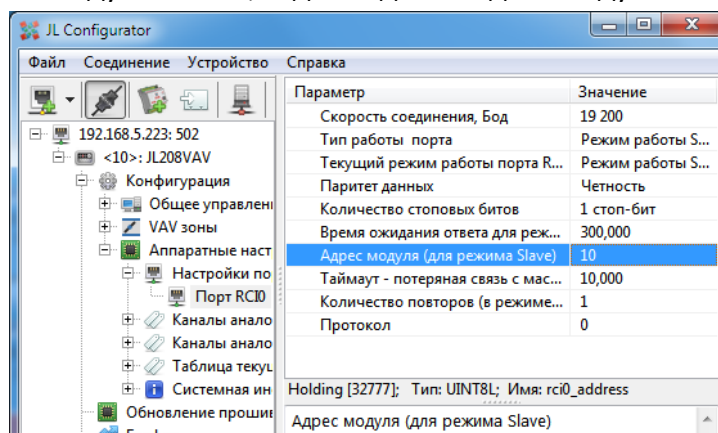 JL Configurator
Файл Соединение Устройство Справка
192.168.5.223: 502
<10>: JL208VAV
Конфигурация
Общее управлен
VAV зоны
Аппаратные наст
Настройки по
Порт RCI0
Каналы анало
Каналы анало
Таблица текущ
Системная ин
Обновление прошив
Параметр Значение
Скорость соединения, Бод 19 200
Тип работы порта Режим работы S...
Текущий режим работы порта R... Режим работы S...
Паритет данных Четность
Количество стоповых битов 1 стоп-бит
Время ожидания ответа для реж... 300,000
Адрес модуля (для режима Slave) 10
Таймаут - потеряная связь с мас... 10,000
Количество повторов (в режиме... 1
Протокол 0
Holding [32777]; Тип: UINT8L; Имя: rci0_address
Адрес модуля (для режима Slave)